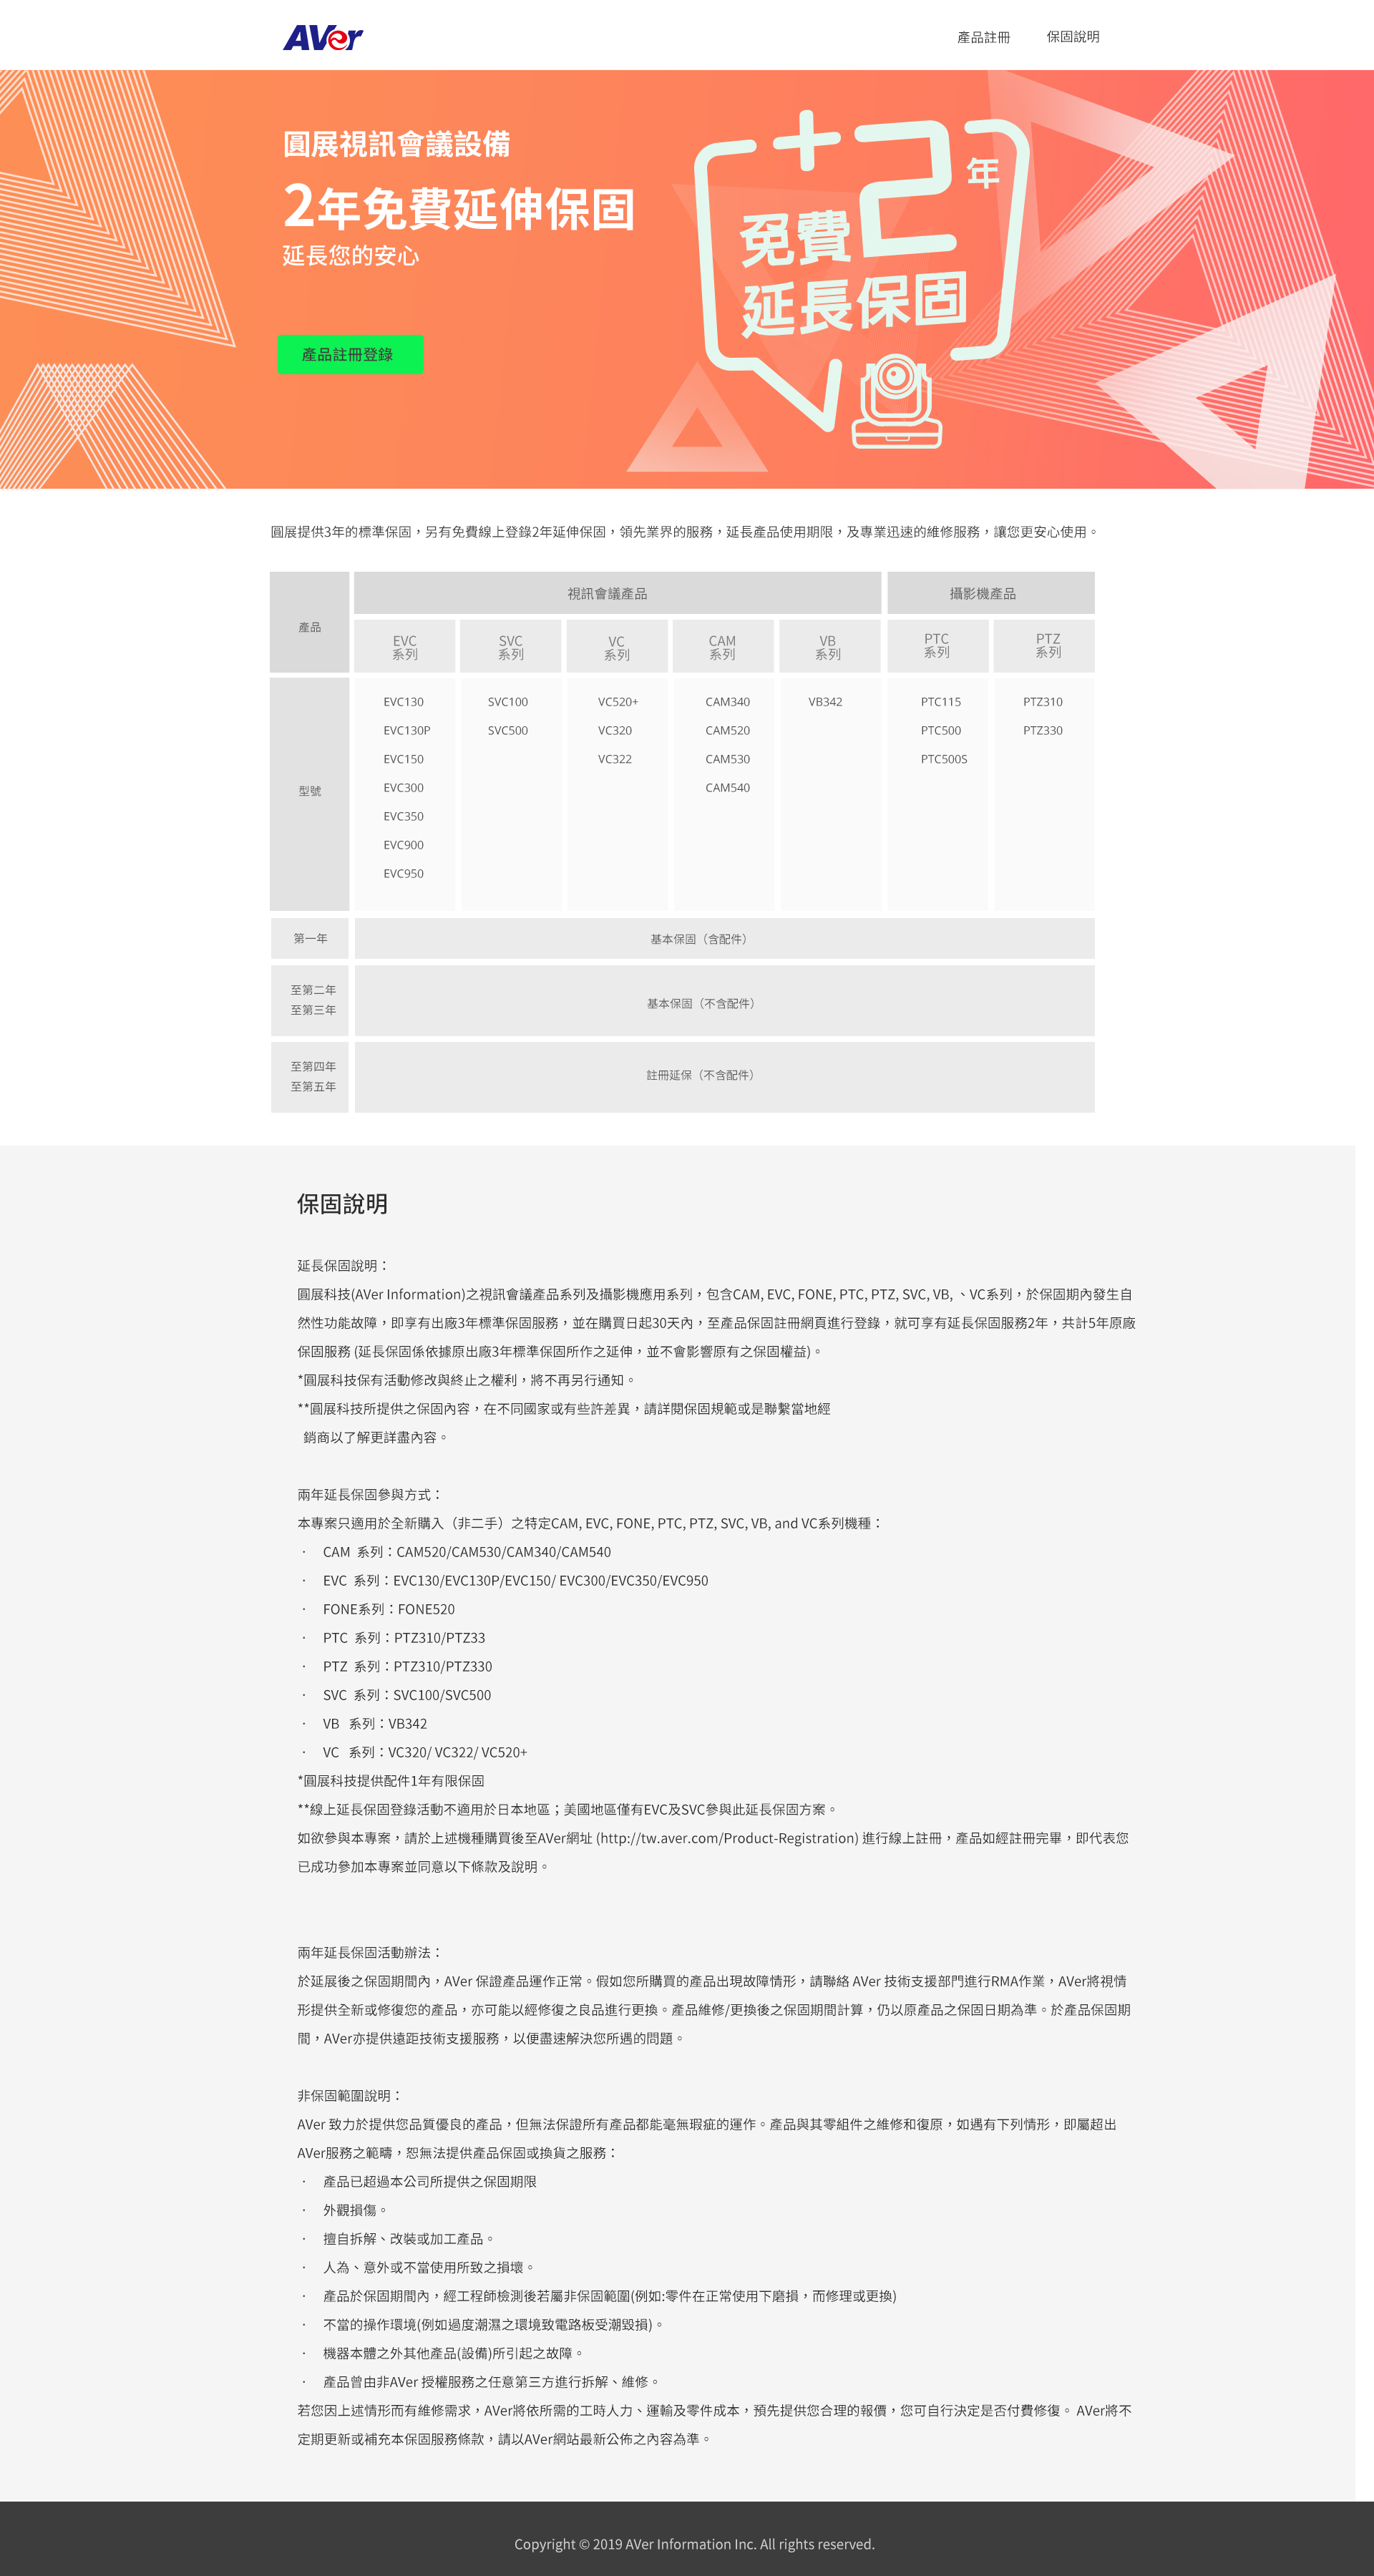 AVer
產品註冊 保固說明
圓展視訊會議設備
2年免費延伸保固
延長您的安心
產品註冊登錄
+2年
免費
延長保固
圓展提供3年的標準保固，另有免費線上登錄2年延伸保固，領先業界的服務，延長產品使用期限，及專業迅速的維修服務，讓您更安心使用。
產品 視訊會議產品 攝影機產品
EVC 系列 SVC 系列 VC 系列 CAM 系列 VB 系列 PTC 系列 PTZ 系列
型號
EVC130 SVC100 VC520+ CAM340 VB342 PTC115 PTZ310
EVC130P SVC500 VC320 CAM520 PTC500 PTZ330
EVC150 VC322 CAM530 PTC500S
EVC300 CAM540
EVC350
EVC900
EVC950
第一年 基本保固（含配件）
至第二年
至第三年 基本保固（不含配件）
至第四年
至第五年 註冊延保（不含配件）
保固說明
延長保固說明：
圓展科技(AVer Information)之視訊會議產品系列及攝影機應用系列，包含CAM, EVC, FONE, PTC, PTZ, SVC, VB, 、VC系列，於保固期內發生自
然性功能故障，即享有出廠3年標準保固服務，並在購買日起30天內，至產品保固註冊網頁進行登錄，就可享有延長保固服務2年，共計5年原廠
保固服務 (延長保固係依據原出廠3年標準保固所作之延伸，並不會影響原有之保固權益)。
*圓展科技保有活動修改與終止之權利，將不再另行通知。
**圓展科技所提供之保固內容，在不同國家或有些許差異，請詳閱保固規範或是聯繫當地經
銷商以了解更詳盡內容。
兩年延長保固參與方式：
本專案只適用於全新購入（非二手）之特定CAM, EVC, FONE, PTC, PTZ, SVC, VB, and VC系列機種：
· CAM 系列：CAM520/CAM530/CAM340/CAM540
· EVC 系列：EVC130/EVC130P/EVC150/ EVC300/EVC350/EVC950
· FONE系列：FONE520
· PTC 系列：PTZ310/PTZ33
· PTZ 系列：PTZ310/PTZ330
· SVC 系列：SVC100/SVC500
· VB 系列：VB342
· VC 系列：VC320/ VC322/ VC520+
*圓展科技提供配件1年有限保固
**線上延長保固登錄活動不適用於日本地區；美國地區僅有EVC及SVC參與此延長保固方案。
如欲參與本專案，請於上述機種購買後至AVer網址 (http://tw.aver.com/Product-Registration) 進行線上註冊，產品如經註冊完畢，即代表您
已成功參加本專案並同意以下條款及說明。
兩年延長保固活動辦法：
於延展後之保固期間內，AVer 保證產品運作正常。假如您所購買的產品出現故障情形，請聯絡 AVer 技術支援部門進行RMA作業，AVer將視情
形提供全新或修復您的產品，亦可能以經修復之良品進行更換。產品維修/更換後之保固期間計算，仍以原產品之保固日期為準。於產品保固期
間，AVer亦提供遠距技術支援服務，以便盡速解決您所遇的問題。
非保固範圍說明：
AVer 致力於提供您品質優良的產品，但無法保證所有產品都能毫無瑕疵的運作。產品與其零組件之維修和復原，如遇有下列情形，即屬超出
AVer服務之範疇，恕無法提供產品保固或換貨之服務：
· 產品已超過本公司所提供之保固期限
· 外觀損傷。
· 擅自拆解、改裝或加工產品。
· 人為、意外或不當使用所致之損壞。
· 產品於保固期間內，經工程師檢測後若屬非保固範圍(例如:零件在正常使用下磨損，而修理或更換)
· 不當的操作環境(例如過度潮濕之環境致電路板受潮毀損)。
· 機器本體之外其他產品(設備)所引起之故障。
· 產品曾由非AVer 授權服務之任意第三方進行拆解、維修。
若您因上述情形而有維修需求，AVer將依所需的工時人力、運輸及零件成本，預先提供您合理的報價，您可自行決定是否付費修復。 AVer將不
定期更新或補充本保固服務條款，請以AVer網站最新公佈之內容為準。
Copyright © 2019 AVer Information Inc. All rights reserved.